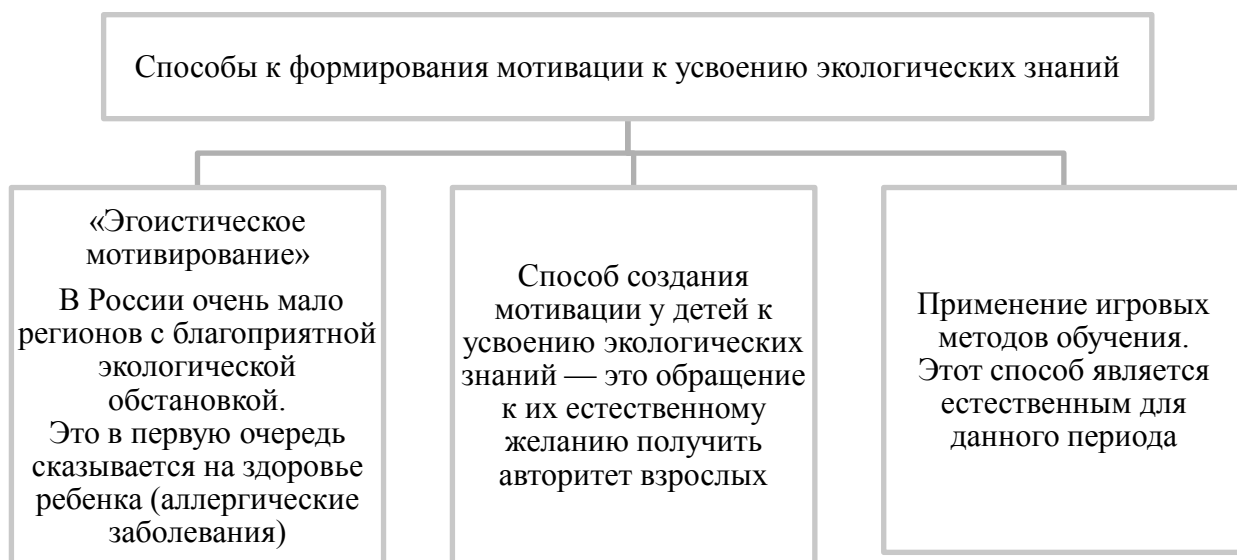 Способы к формирования мотивации к усвоению экологических знаний
«Эгоистическое
мотивирование»
В России очень мало
регионов с благоприятной
экологической
обстановкой.
Это в первую очередь
сказывается на здоровье
ребенка (аллергические
заболевания)
Способ создания
мотивации у детей к
усвоению экологических
знаний — это обращение
к их естественному
желанию получить
авторитет взрослых
Применение игровых
методов обучения.
Этот способ является
естественным для
данного периода